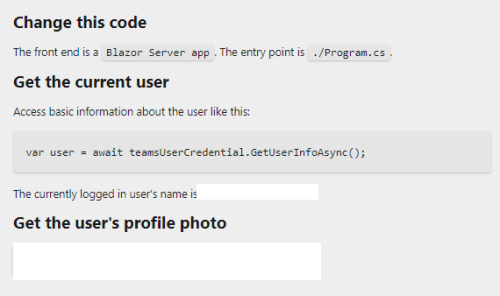 Change this code
The front end is a Blazor Server app. The entry point is ./Program.cs.
Get the current user
Access basic information about the user like this:
var user = await teamsUserCredential.GetUserInfoAsync();
The currently logged in user's name is
Get the user's profile photo